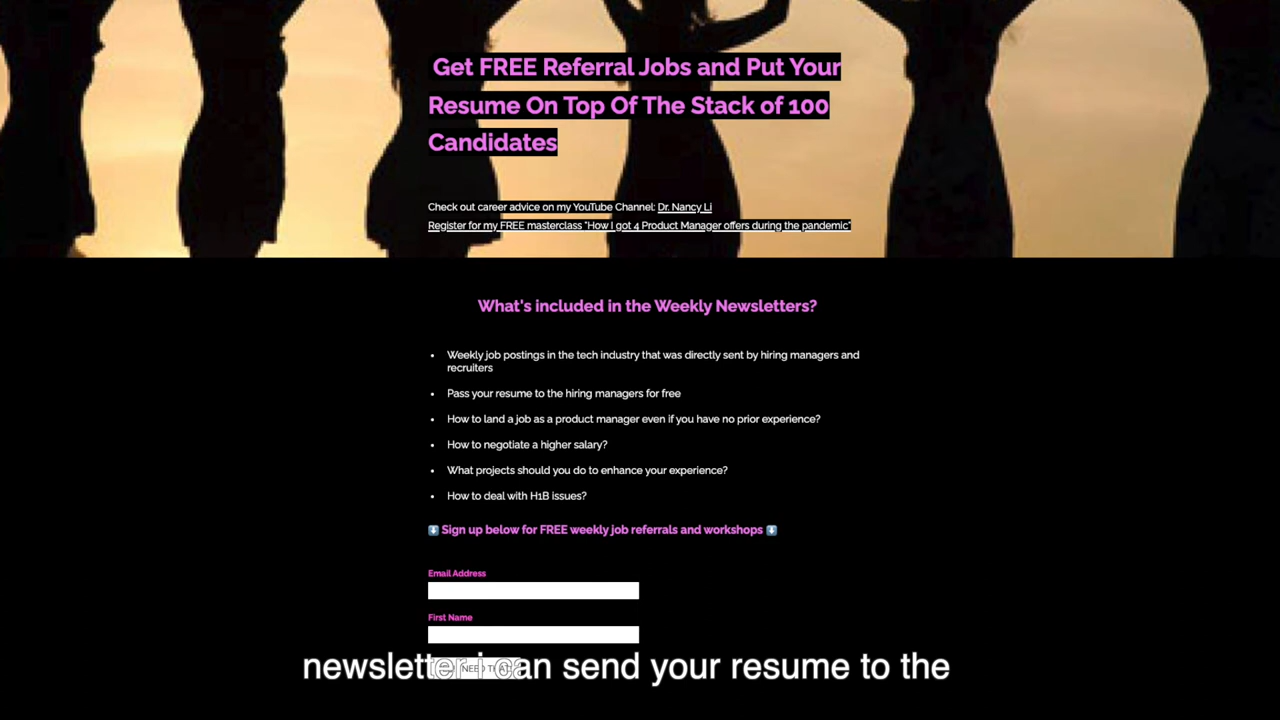 Get FREE Referral Jobs and Put Your
Resume On Top Of The Stack of 100
Candidates
Check out career advice on my YouTube Channel: Dr. Nancy Li
Register for my FREE masterclass "How I got 4 Product Manager offers during the pandemic"
What's included in the Weekly Newsletters?
• Weekly job postings in the tech industry that was directly sent by hiring managers and
recruiters
• Pass your resume to the hiring managers for free
• How to land a job as a product manager even if you have no prior experience?
• How to negotiate a higher salary?
• What projects should you do to enhance your experience?
• How to deal with H1B issues?
⬇️ Sign up below for FREE weekly job referrals and workshops ⬇️
Email Address
First Name
newsletter i can send your resume to the